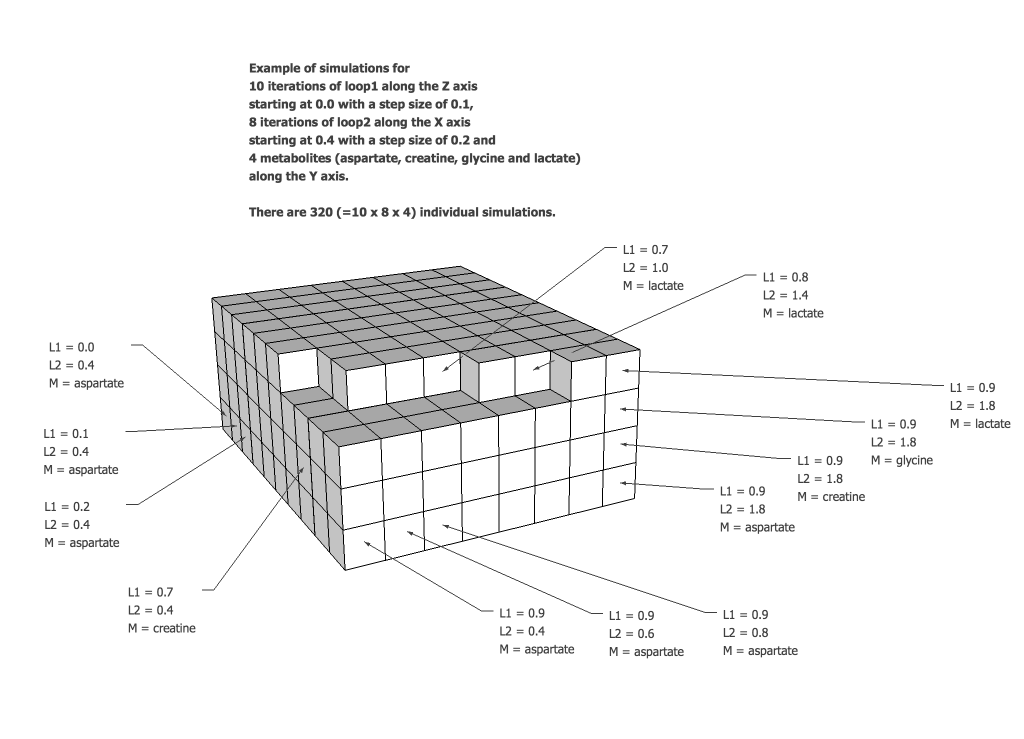 Example of simulations for
10 iterations of loop1 along the Z axis
starting at 0.0 with a step size of 0.1,
8 iterations of loop2 along the X axis
starting at 0.4 with a step size of 0.2 and
4 metabolites (aspartate, creatine, glycine and lactate)
along the Y axis.
There are 320 (=10 x 8 x 4) individual simulations.
L1 = 0.7
L2 = 1.0
M = lactate
L1 = 0.8
L2 = 1.4
M = lactate
L1 = 0.0
L2 = 0.4
M = aspartate
L1 = 0.9
L2 = 1.8
M = lactate
L1 = 0.9
L2 = 1.8
M = glycine
L1 = 0.1
L2 = 0.4
M = aspartate
L1 = 0.9
L2 = 1.8
M = creatine
L1 = 0.9
L2 = 1.8
M = aspartate
L1 = 0.2
L2 = 0.4
M = aspartate
L1 = 0.7
L2 = 0.4
M = creatine
L1 = 0.9
L2 = 0.4
M = aspartate
L1 = 0.9
L2 = 0.6
M = aspartate
L1 = 0.9
L2 = 0.8
M = aspartate